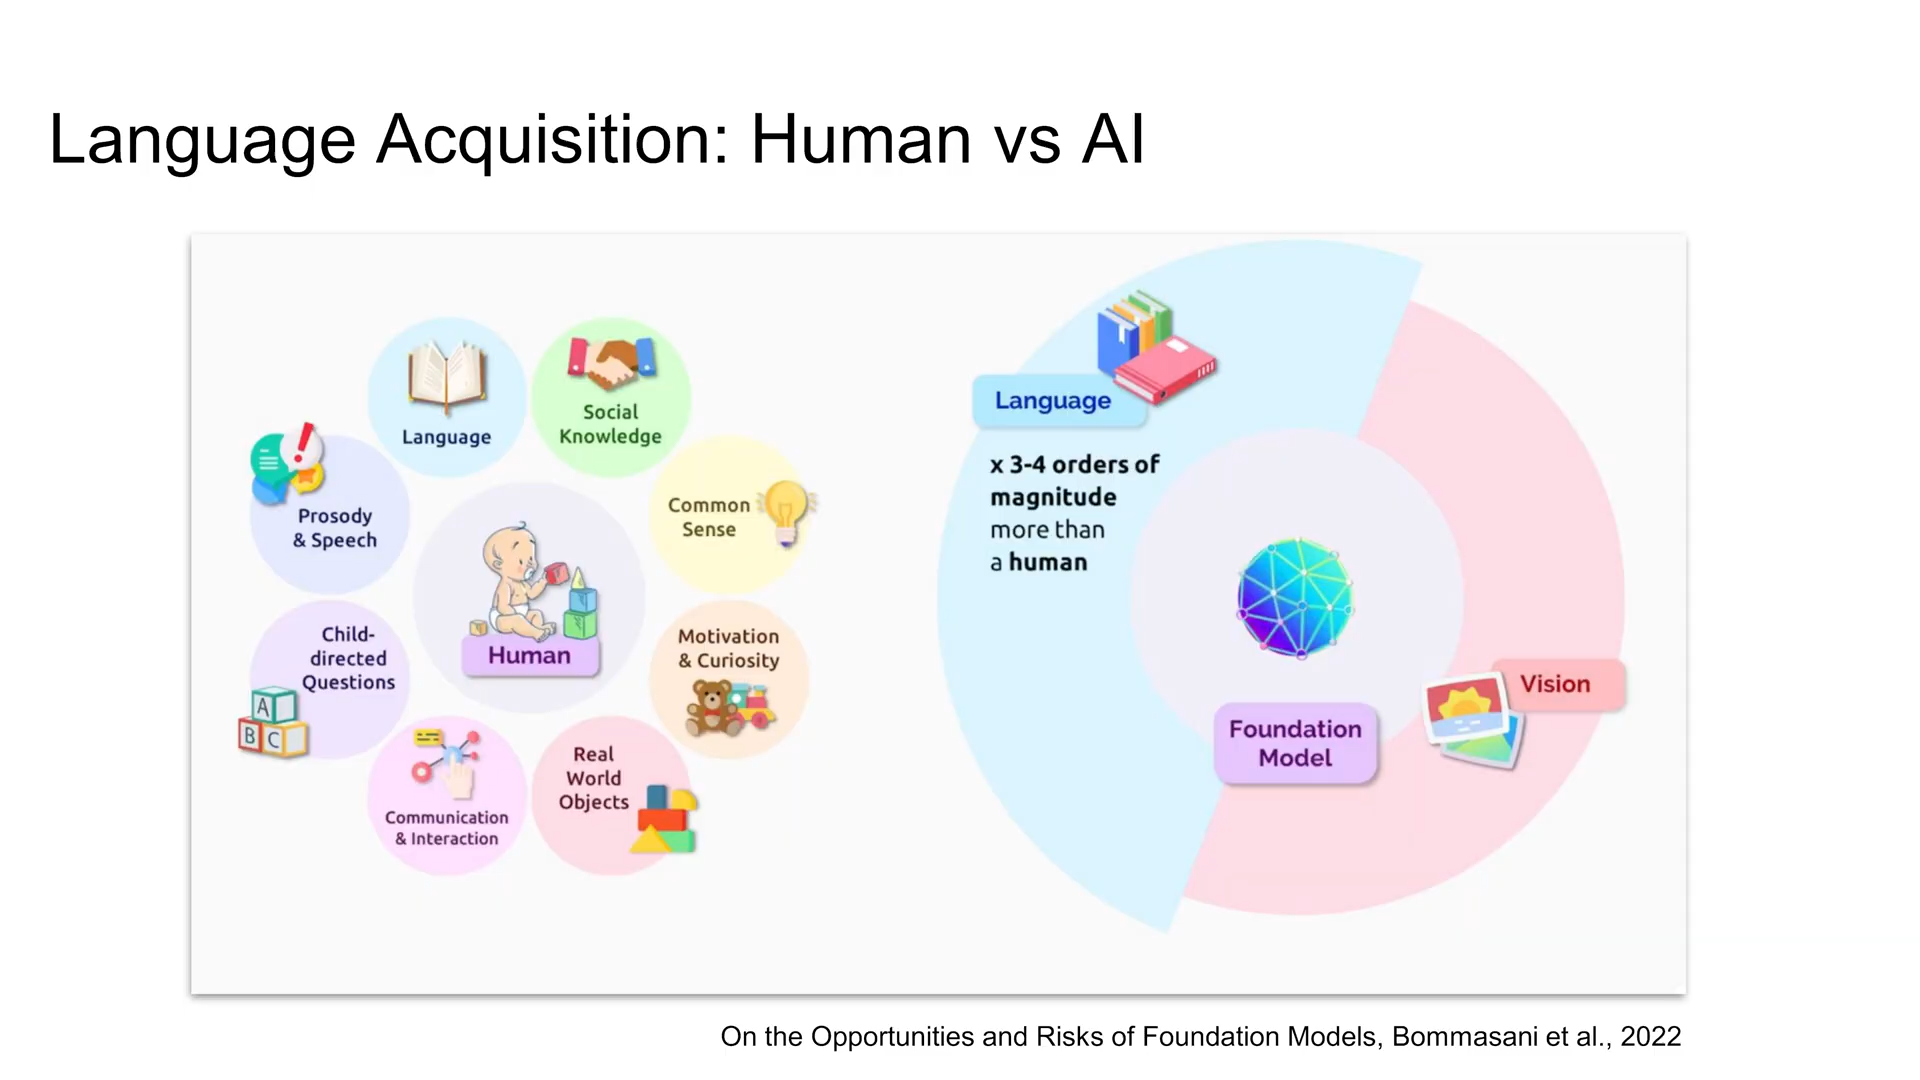 Language Acquisition: Human vs AI
Language
Social
Knowledge
Prosody
& Speech
Common
Sense
Human
Child-
directed
Questions
A
B C
Motivation
& Curiosity
Communication
& Interaction
Real
World
Objects
Language
x 3-4 orders of
magnitude
more than
a human
Foundation
Model
Vision
On the Opportunities and Risks of Foundation Models, Bommasani et al., 2022